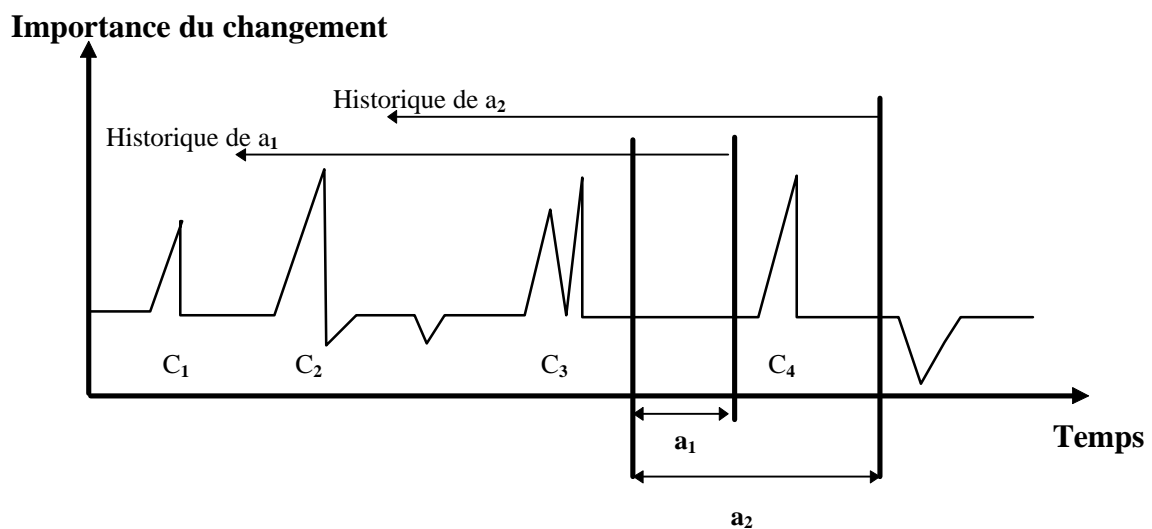 Importance du changement
Historique de a2
Historique de a1
C1 C2 C3 C4
Temps
a1
a2